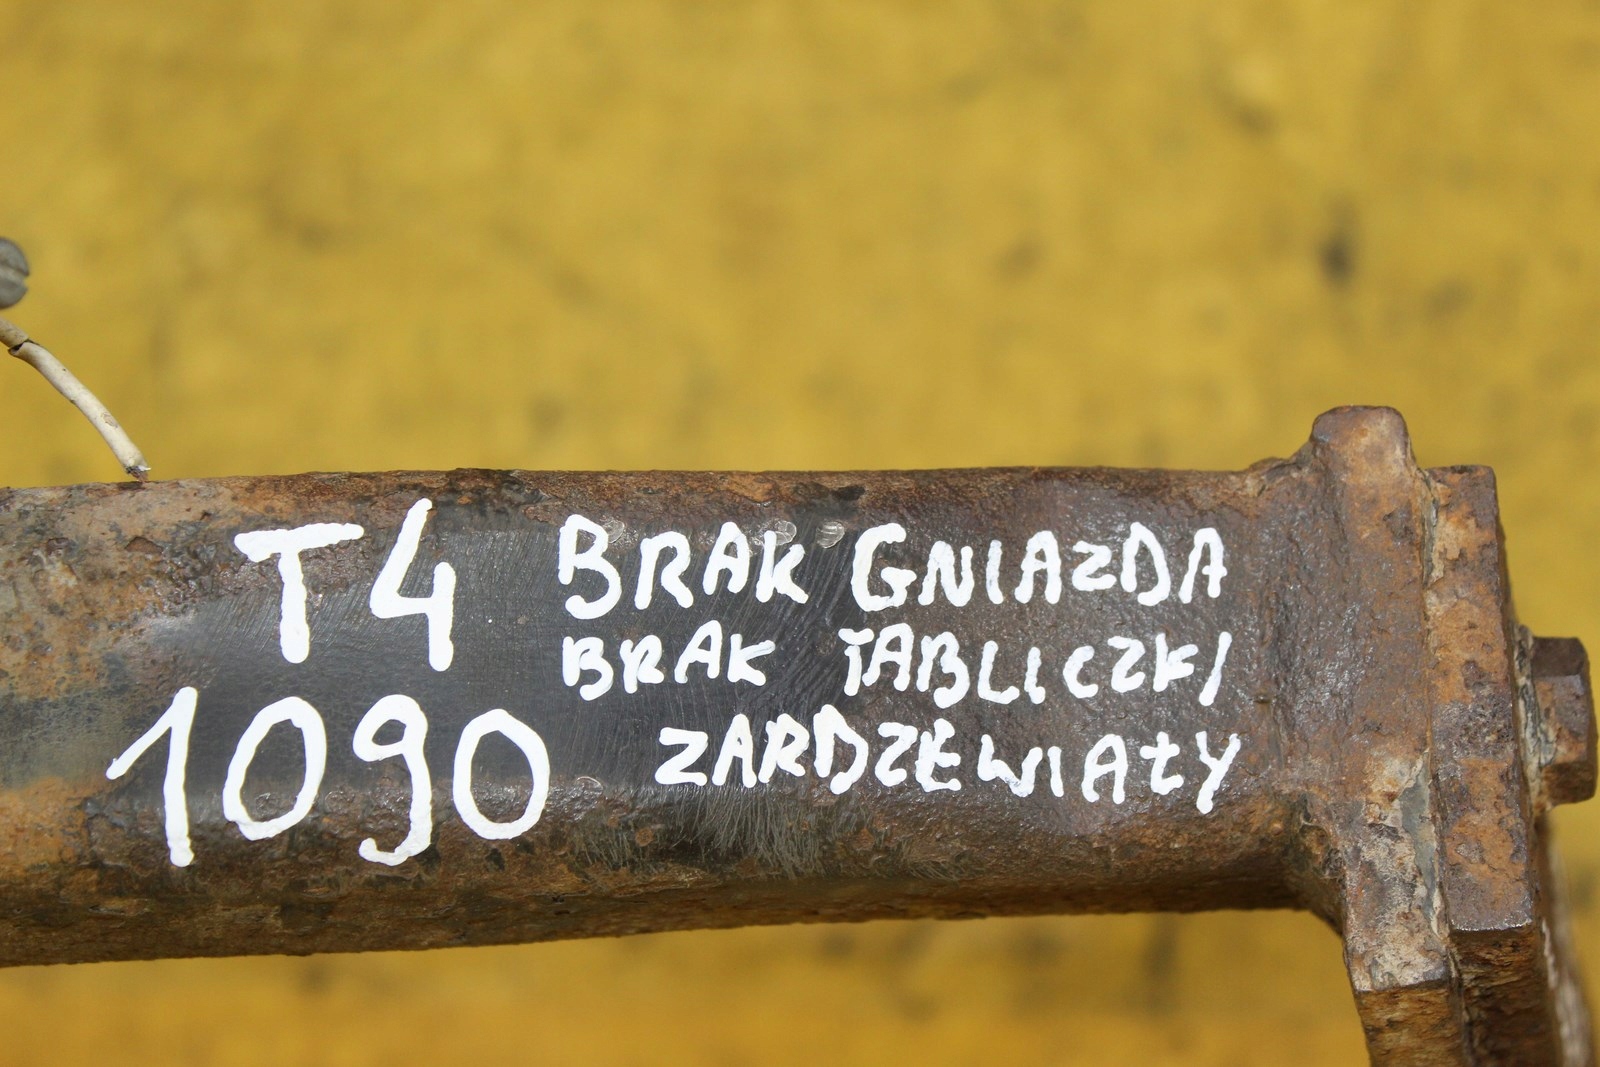 T4
1090
BRAK GNIAZDA
BRAK TABLICZKI
ZARDZEWIAŁY